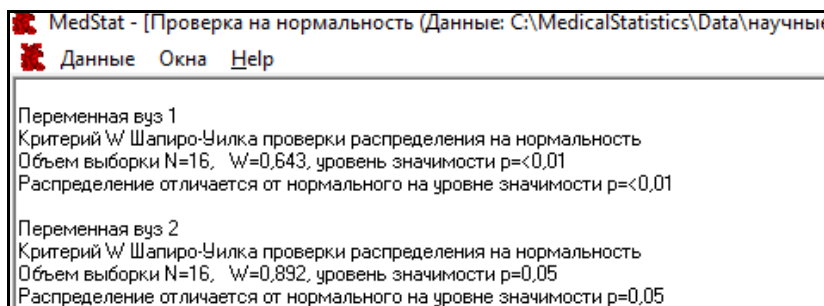 MedStat - [Проверка на нормальность (Данные: C:\MedicalStatistics\Data\научные
Данные Окна Help
Переменная вуз 1
Критерий W Шапиро-Уилка проверки распределения на нормальность
Объем выборки N=16, W=0,643, уровень значимости p=<0,01
Распределение отличается от нормального на уровне значимости p=<0,01
Переменная вуз 2
Критерий W Шапиро-Уилка проверки распределения на нормальность
Объем выборки N=16, W=0,892, уровень значимости p=0,05
Распределение отличается от нормального на уровне значимости p=0,05